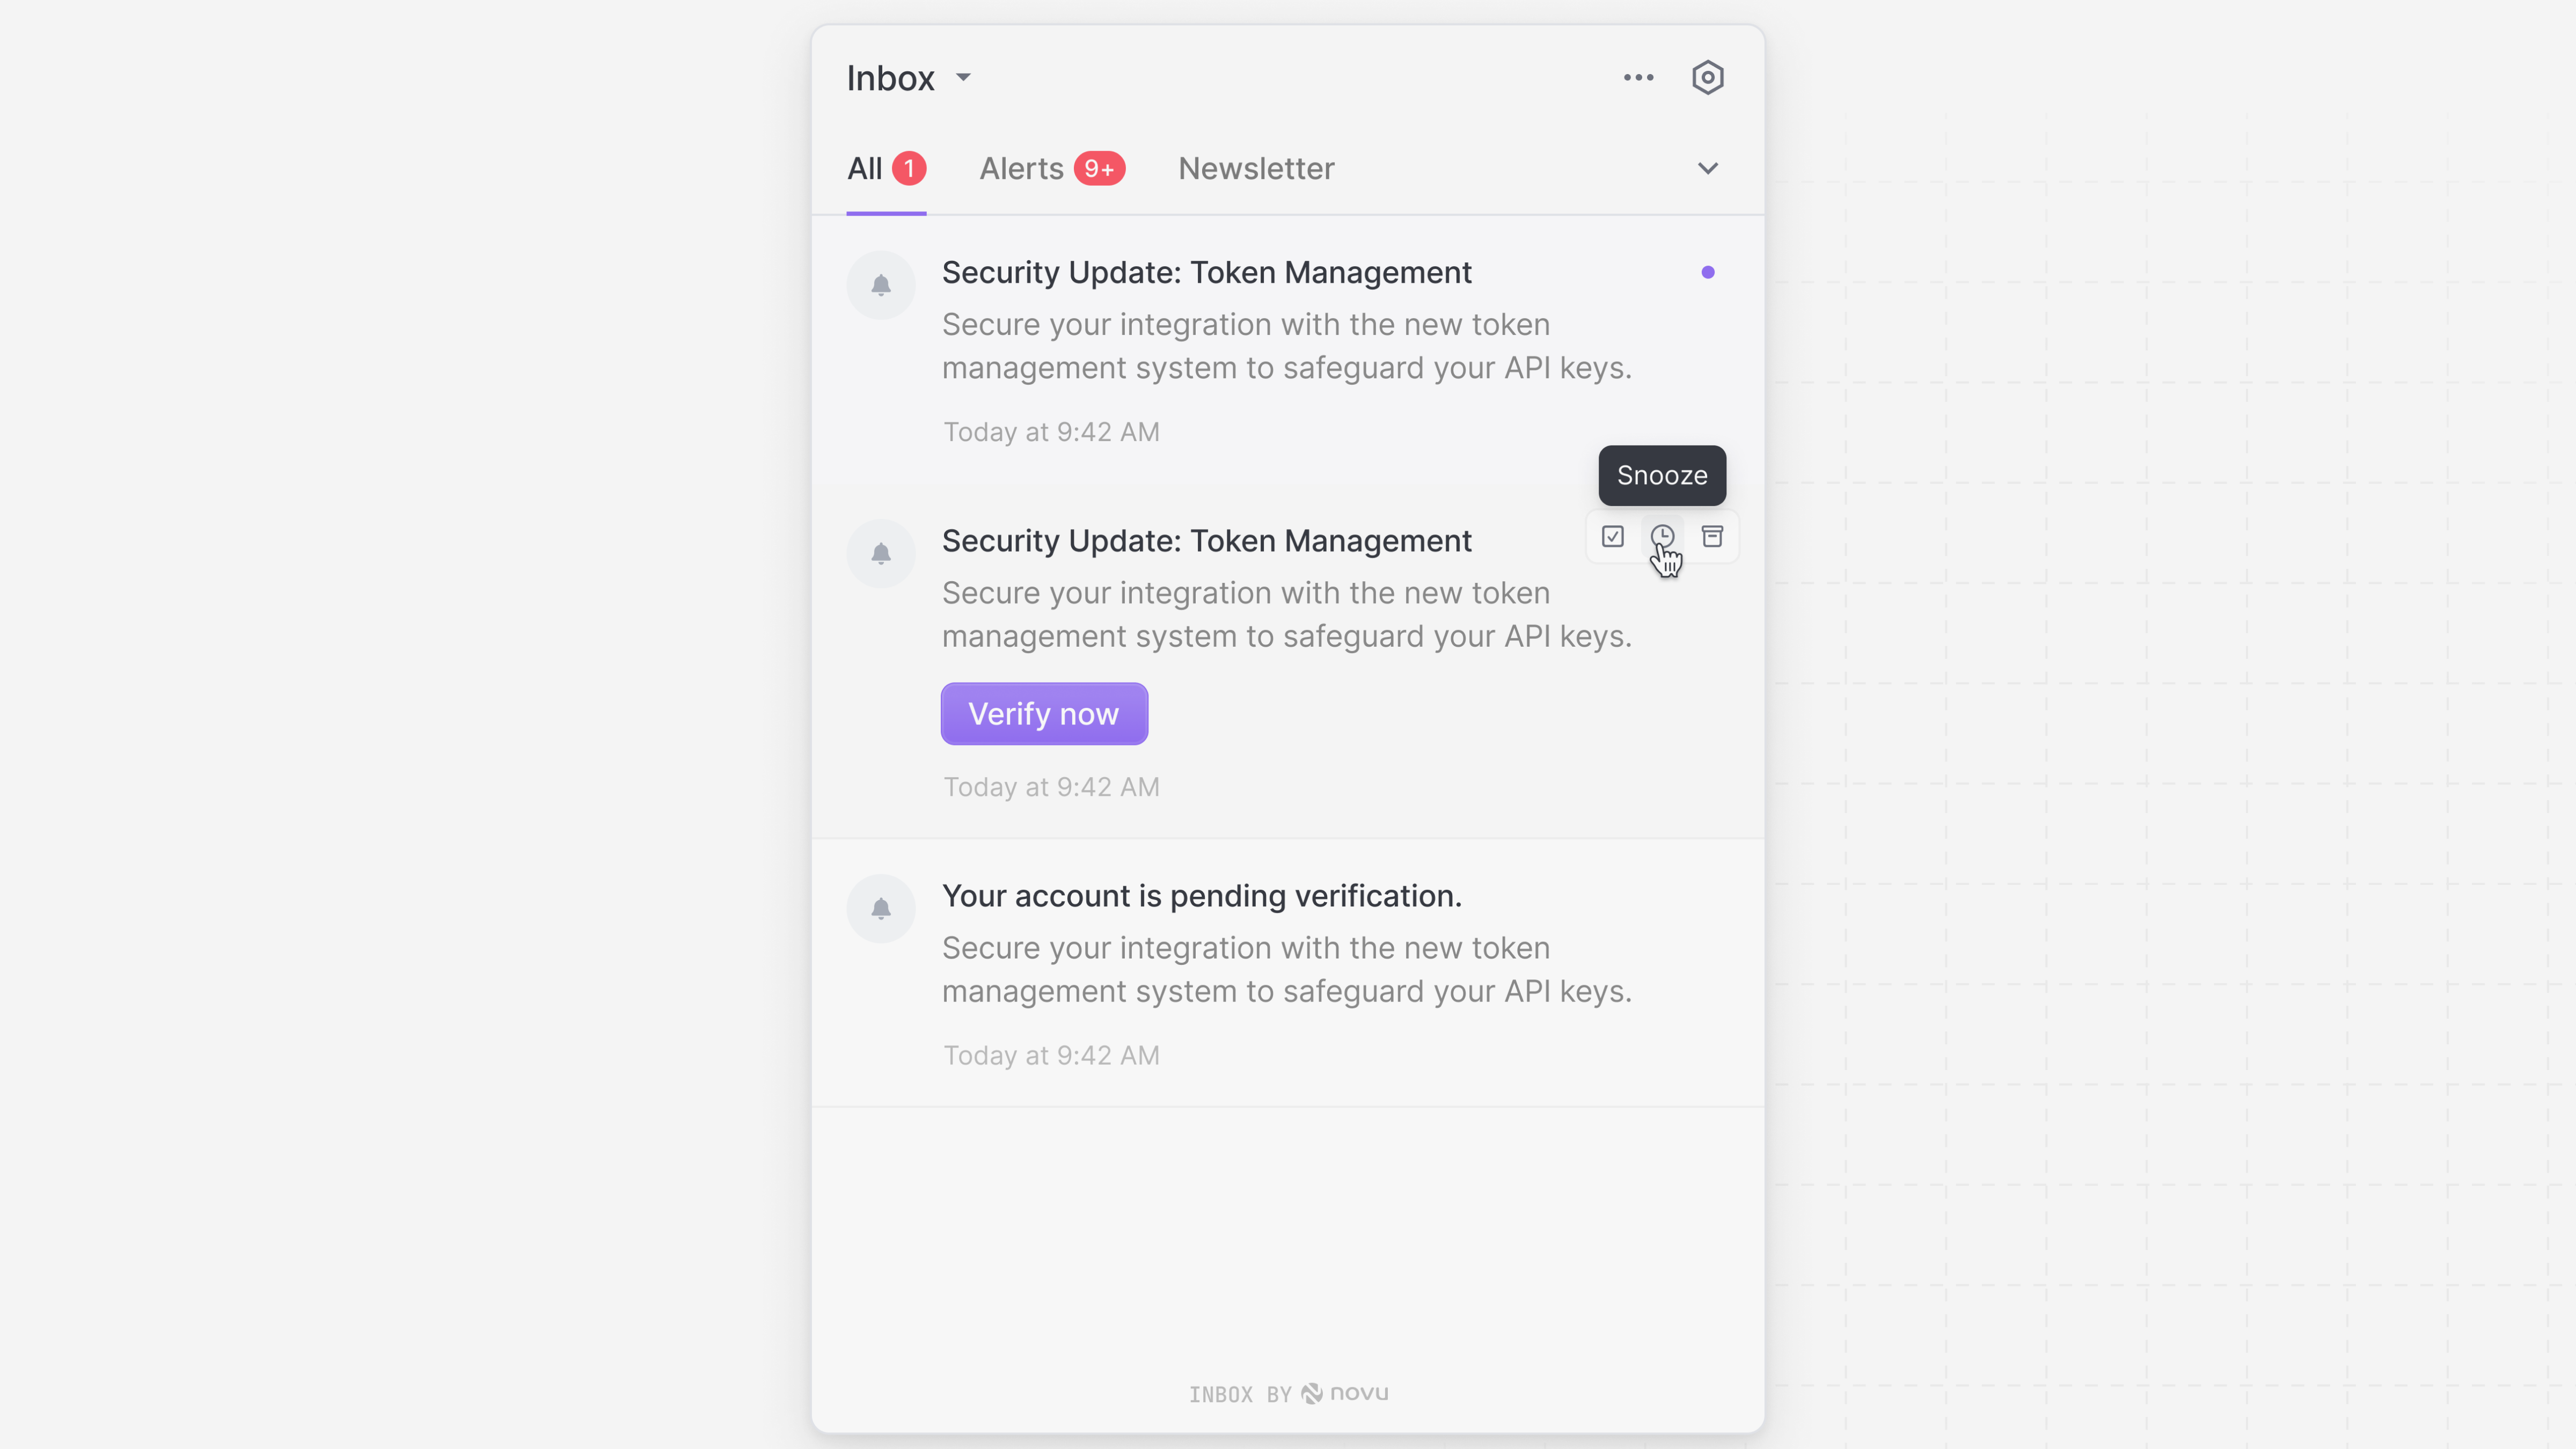 Inbox
All 1 Alerts 9+ Newsletter
Security Update: Token Management
Secure your integration with the new token
management system to safeguard your API keys.
Today at 9:42 AM
Snooze
Security Update: Token Management
Secure your integration with the new token
management system to safeguard your API keys.
Verify now
Today at 9:42 AM
Your account is pending verification.
Secure your integration with the new token
management system to safeguard your API keys.
Today at 9:42 AM
INBOX BY novu